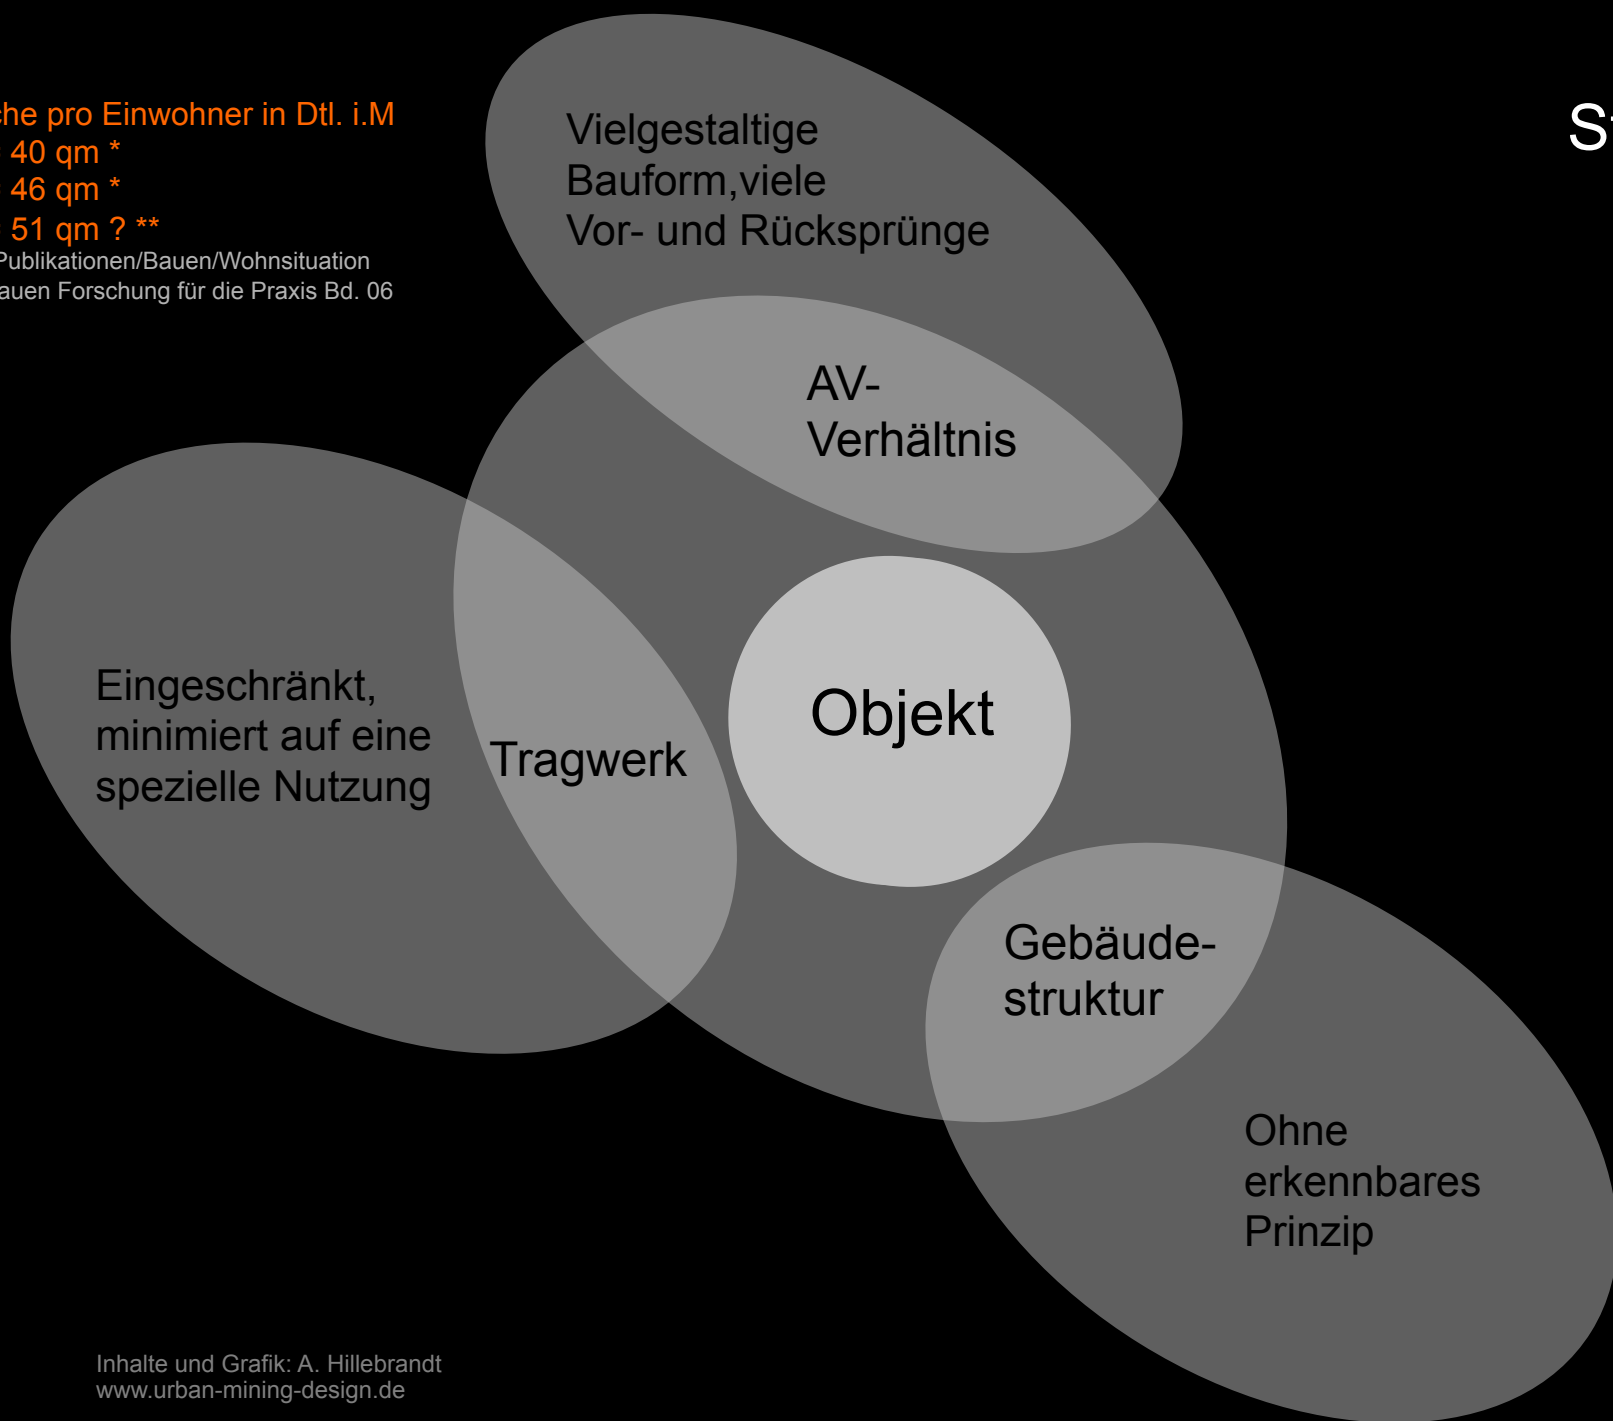 che pro Einwohner in Dtl. i.M
40 qm *
46 qm *
51 qm ? **
Publikationen/Bauen/Wohnsituation
auen Forschung für die Praxis Bd. 06
Vielgestaltige
Bauform,viele
Vor- und Rücksprünge
AV-
Verhältnis
Eingeschränkt,
minimiert auf eine
spezielle Nutzung
Tragwerk
Objekt
Gebäude-
struktur
Ohne
erkennbares
Prinzip
Inhalte und Grafik: A. Hillebrandt
www.urban-mining-design.de